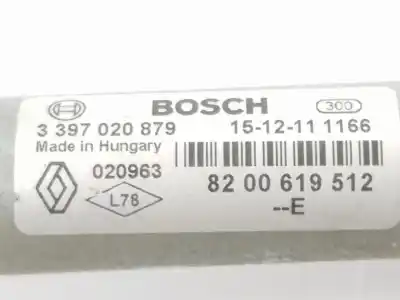 BOSCH
300
3 397 020 879
15-12-11 1166
Made in Hungary
020963
82 00 619 512
L78
--E